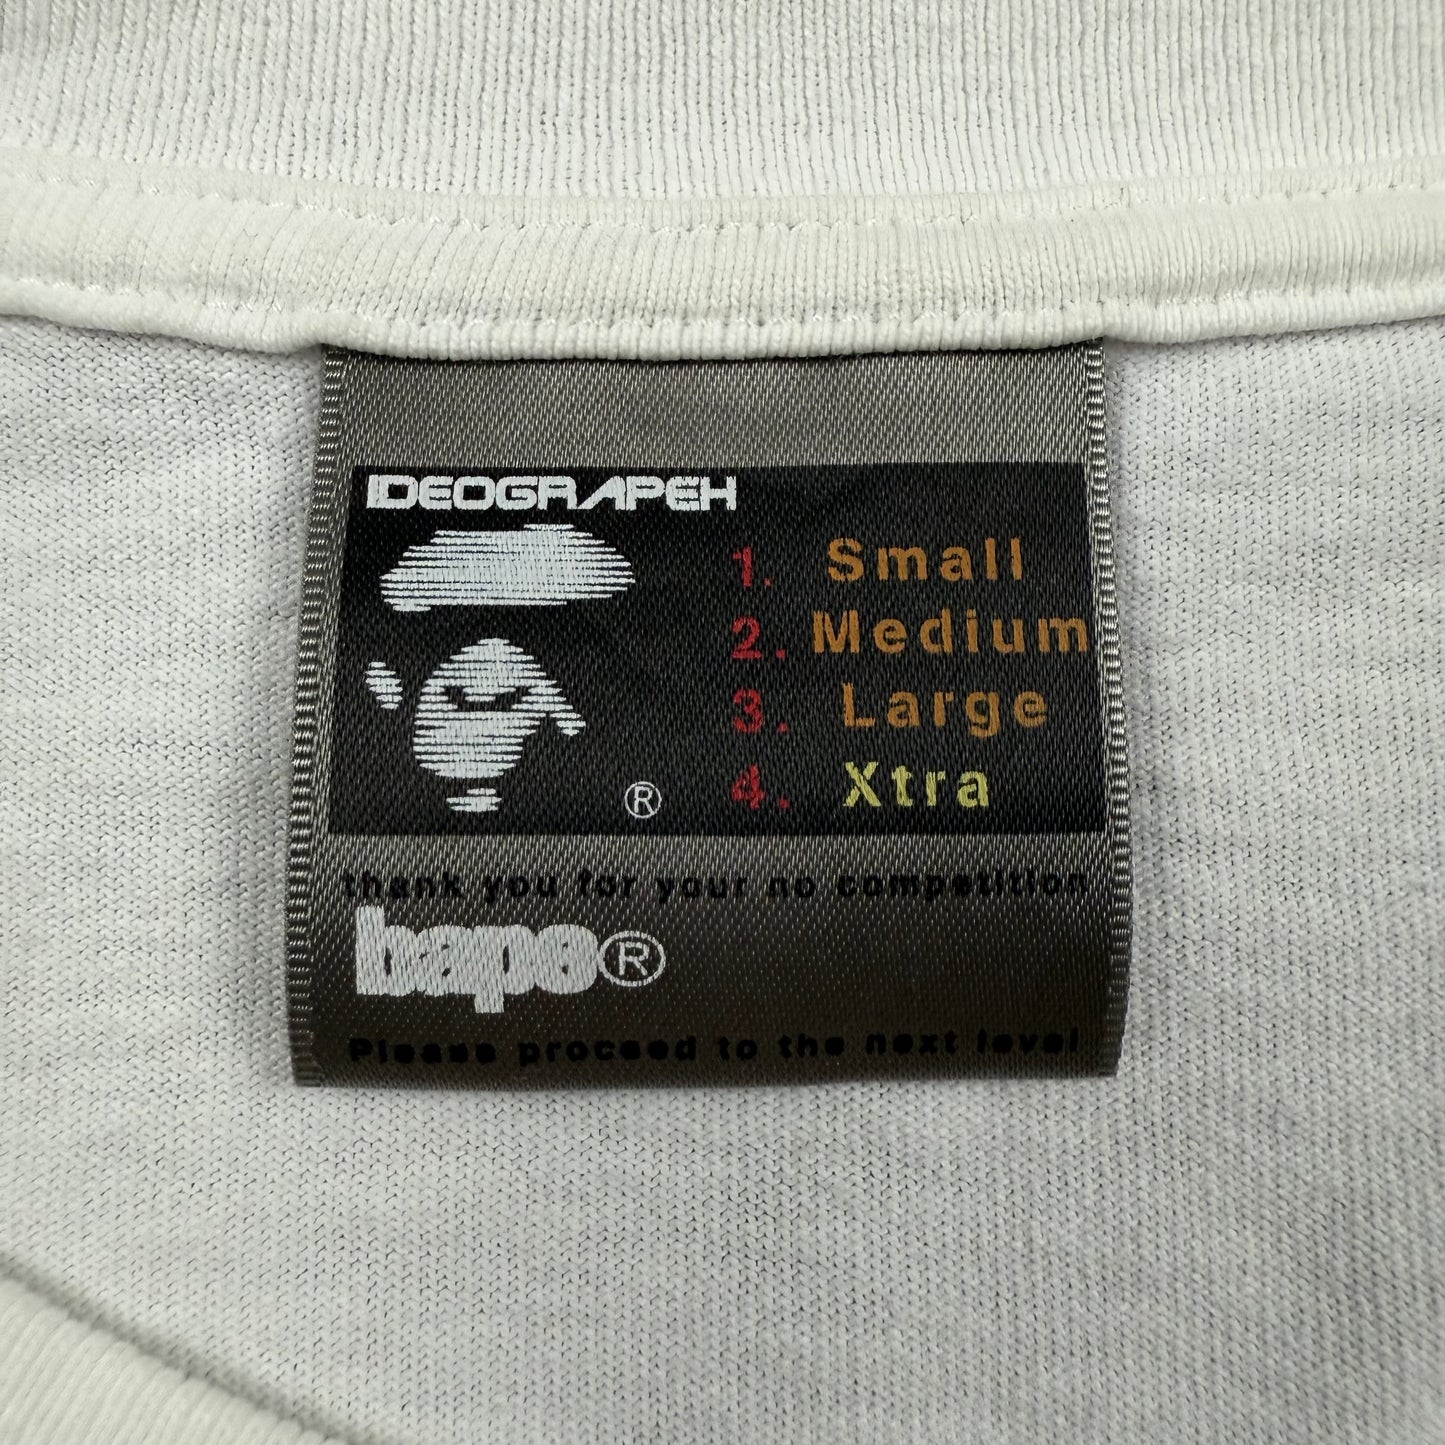 IDEOGRAPEH
1. Small
2. Medium
3. Large
4. Xtra
®
thank you for your no competition
bape®
Please proceed to the next level